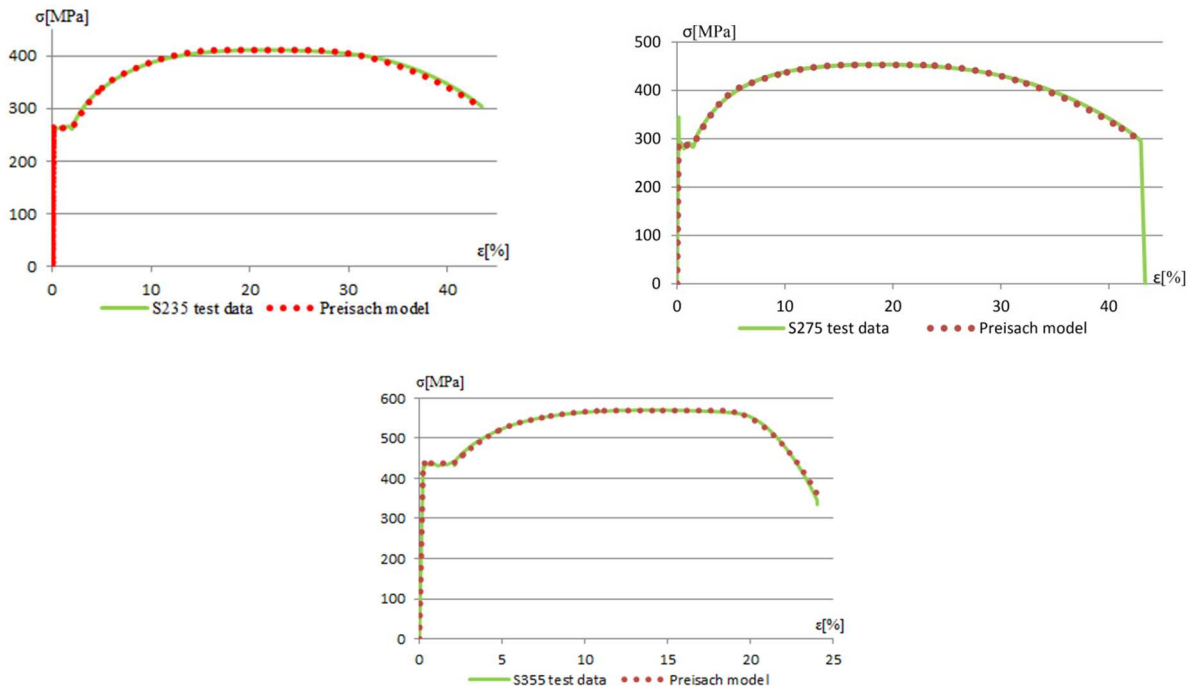 σ[MPa]
400
300
200
100
0
ε[%]
0 10 20 30 40
S235 test data Preisach model
σ[MPa]
500
400
300
200
100
0
ε[%]
0 10 20 30 40
S275 test data Preisach model
σ[MPa]
600
500
400
300
200
100
0
ε[%]
0 5 10 15 20 25
S355 test data Preisach model